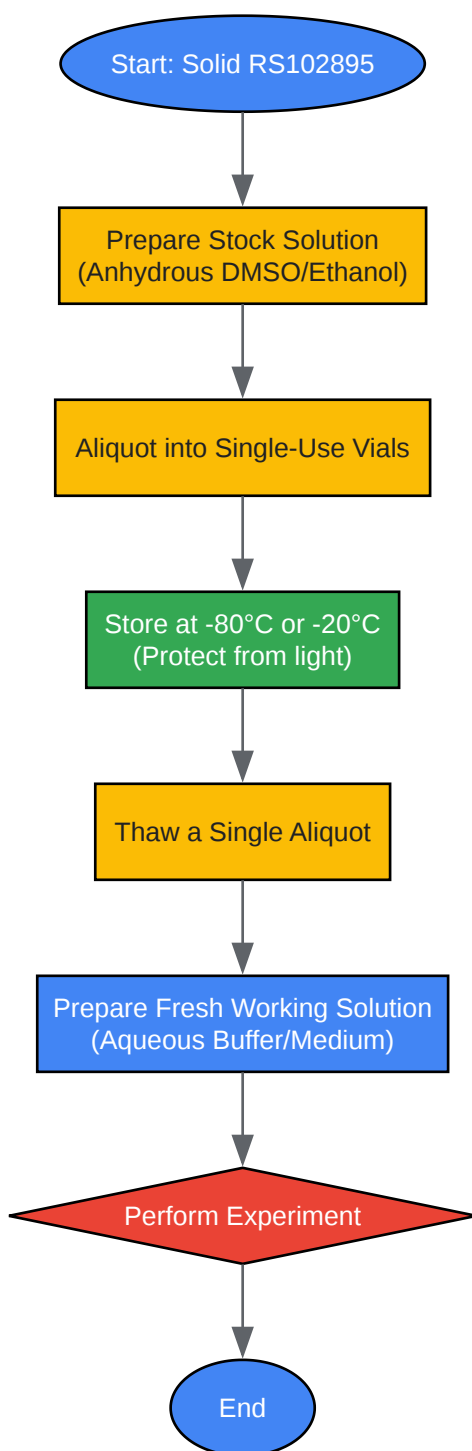 Start: Solid RS102895
Prepare Stock Solution
(Anhydrous DMSO/Ethanol)
Aliquot into Single-Use Vials
Store at -80°C or -20°C
(Protect from light)
Thaw a Single Aliquot
Prepare Fresh Working Solution
(Aqueous Buffer/Medium)
Perform Experiment
End